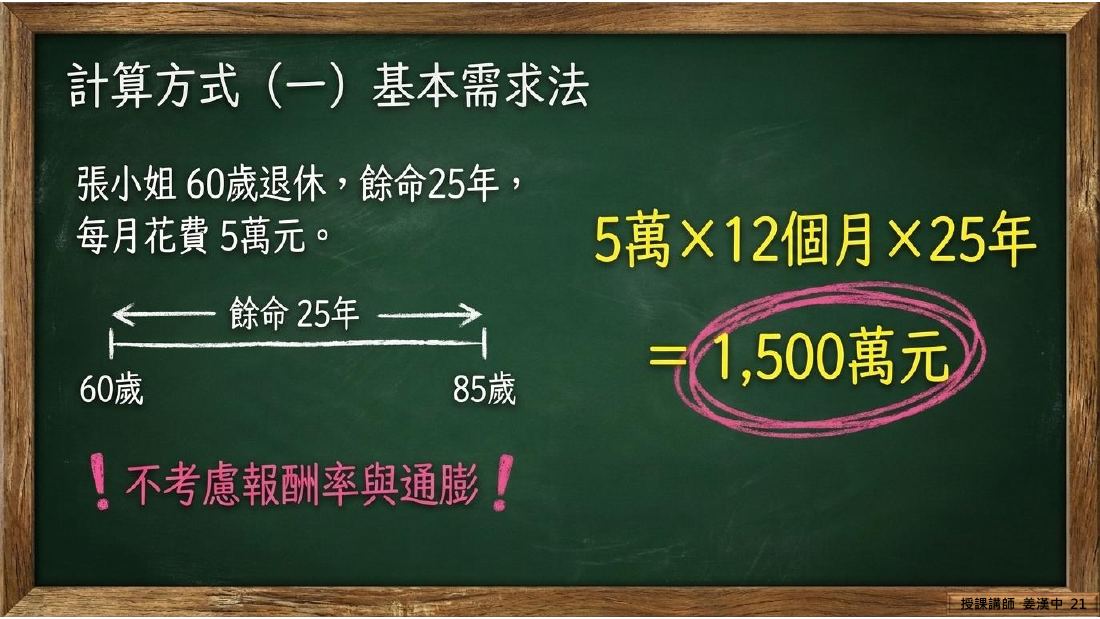 計算方式（一）基本需求法
張小姐 60歲退休，餘命25年，
每月花費 5萬元。
餘命 25年
60歲
85歲
！不考慮報酬率與通膨！
5萬×12個月×25年
= 1,500萬元
授課講師 姜漢中 21